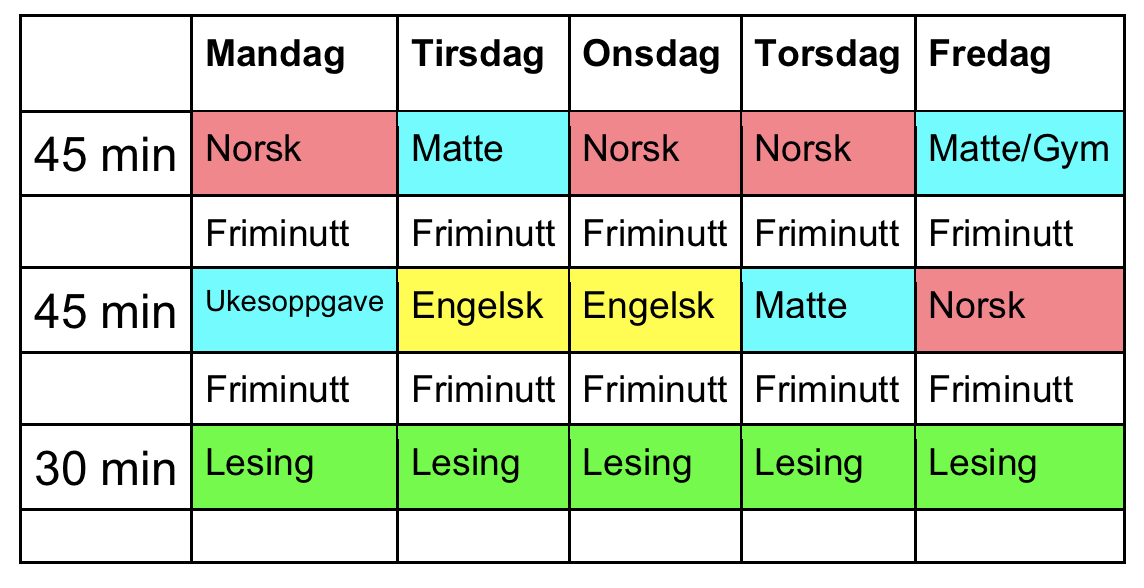 Mandag Tirsdag Onsdag Torsdag Fredag
45 min Norsk Matte Norsk Norsk Matte/Gym
Friminutt Friminutt Friminutt Friminutt Friminutt
45 min Ukesoppgave Engelsk Engelsk Matte Norsk
Friminutt Friminutt Friminutt Friminutt Friminutt
30 min Lesing Lesing Lesing Lesing Lesing